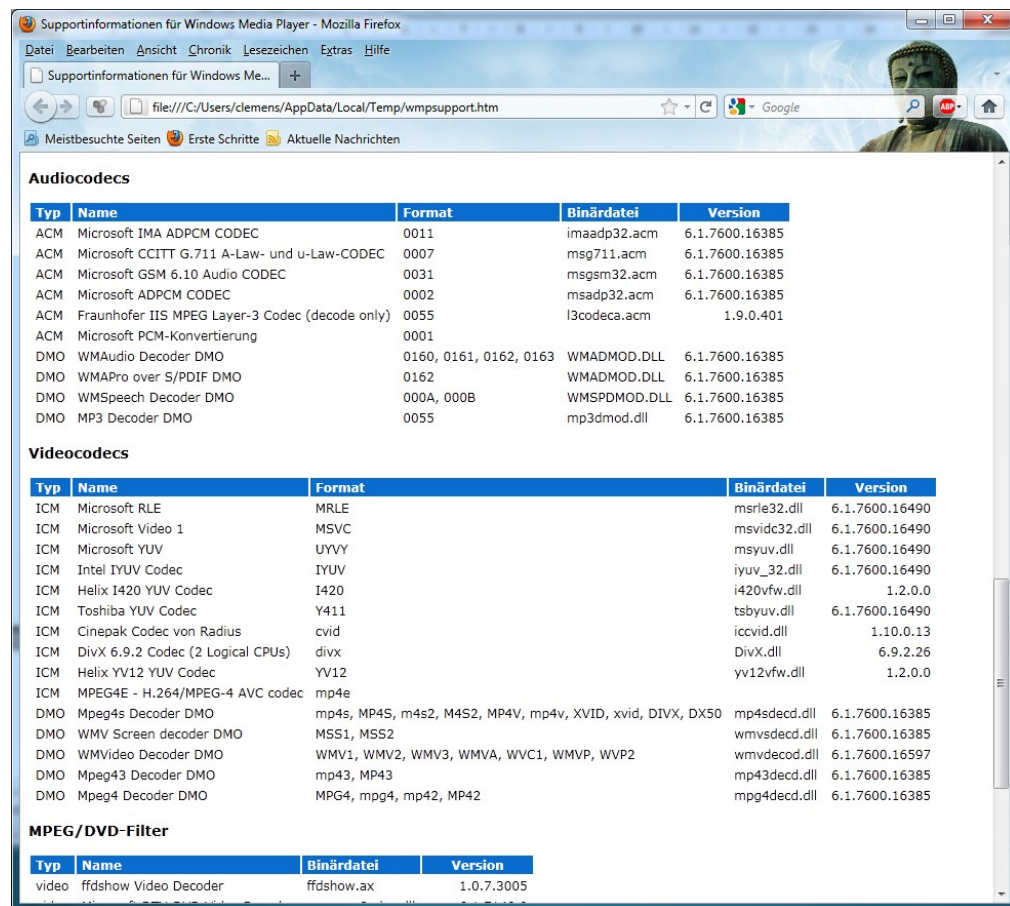 Supportinformationen für Windows Media Player - Mozilla Firefox
Datei Bearbeiten Ansicht Chronik Lesezeichen Extras Hilfe
Supportinformationen für Windows Me... +
file:///C:/Users/clemens/AppData/Local/Temp/wmpsupport.htm Google ABP
Meistbesuchte Seiten Erste Schritte Aktuelle Nachrichten
Audiocodecs
Typ Name Format Binärdatei Version
ACM Microsoft IMA ADPCM CODEC 0011 imaadp32.acm 6.1.7600.16385
ACM Microsoft CCITT G.711 A-Law- und u-Law-CODEC 0007 msg711.acm 6.1.7600.16385
ACM Microsoft GSM 6.10 Audio CODEC 0031 msgsm32.acm 6.1.7600.16385
ACM Microsoft ADPCM CODEC 0002 msadp32.acm 6.1.7600.16385
ACM Fraunhofer IIS MPEG Layer-3 Codec (decode only) 0055 l3codeca.acm 1.9.0.401
ACM Microsoft PCM-Konvertierung 0001
DMO WMAudio Decoder DMO 0160, 0161, 0162, 0163 WMADMOD.DLL 6.1.7600.16385
DMO WMAPro over S/PDIF DMO 0162 WMADMOD.DLL 6.1.7600.16385
DMO WMSpeech Decoder DMO 000A, 000B WMSPDMOD.DLL 6.1.7600.16385
DMO MP3 Decoder DMO 0055 mp3dmod.dll 6.1.7600.16385
Videocodecs
Typ Name Format Binärdatei Version
ICM Microsoft RLE MRLE msrle32.dll 6.1.7600.16490
ICM Microsoft Video 1 MSVC msvidc32.dll 6.1.7600.16490
ICM Microsoft YUV UYVY msyuv.dll 6.1.7600.16490
ICM Intel IYUV Codec IYUV iyuv_32.dll 6.1.7600.16490
ICM Helix I420 YUV Codec I420 i420vfw.dll 1.2.0.0
ICM Toshiba YUV Codec Y411 tsbyuv.dll 6.1.7600.16490
ICM Cinepak Codec von Radius cvid iccvid.dll 1.10.0.13
ICM DivX 6.9.2 Codec (2 Logical CPUs) divx DivX.dll 6.9.2.26
ICM Helix YV12 YUV Codec YV12 yv12vfw.dll 1.2.0.0
ICM MPEG4E - H.264/MPEG-4 AVC codec mp4e
DMO Mpeg4s Decoder DMO mp4s, MP4S, m4s2, M4S2, MP4V, mp4v, XVID, xvid, DIVX, DX50 mp4sdecd.dll 6.1.7600.16385
DMO WMV Screen decoder DMO MSS1, MSS2 wmvsdecd.dll 6.1.7600.16385
DMO WMVideo Decoder DMO WMV1, WMV2, WMV3, WMVA, WVC1, WMVP, WVP2 wmvdecod.dll 6.1.7600.16597
DMO Mpeg43 Decoder DMO mp43, MP43 mp43decd.dll 6.1.7600.16385
DMO Mpeg4 Decoder DMO MPG4, mpg4, mp42, MP42 mpg4decd.dll 6.1.7600.16385
MPEG/DVD-Filter
Typ Name Binärdatei Version
video ffdshow Video Decoder ffdshow.ax 1.0.7.3005